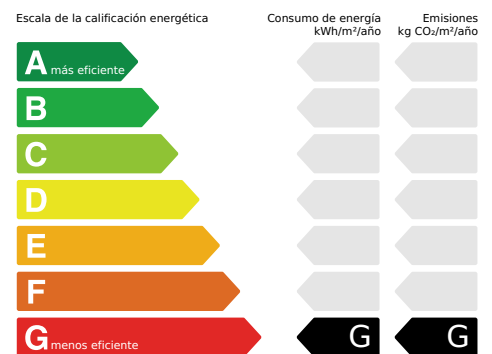 Escala de la calificación energética
Consumo de energía
kWh/m²/año
Emisiones
kg CO₂/m²/año
A más eficiente
B
C
D
E
F
G menos eficiente
G
G